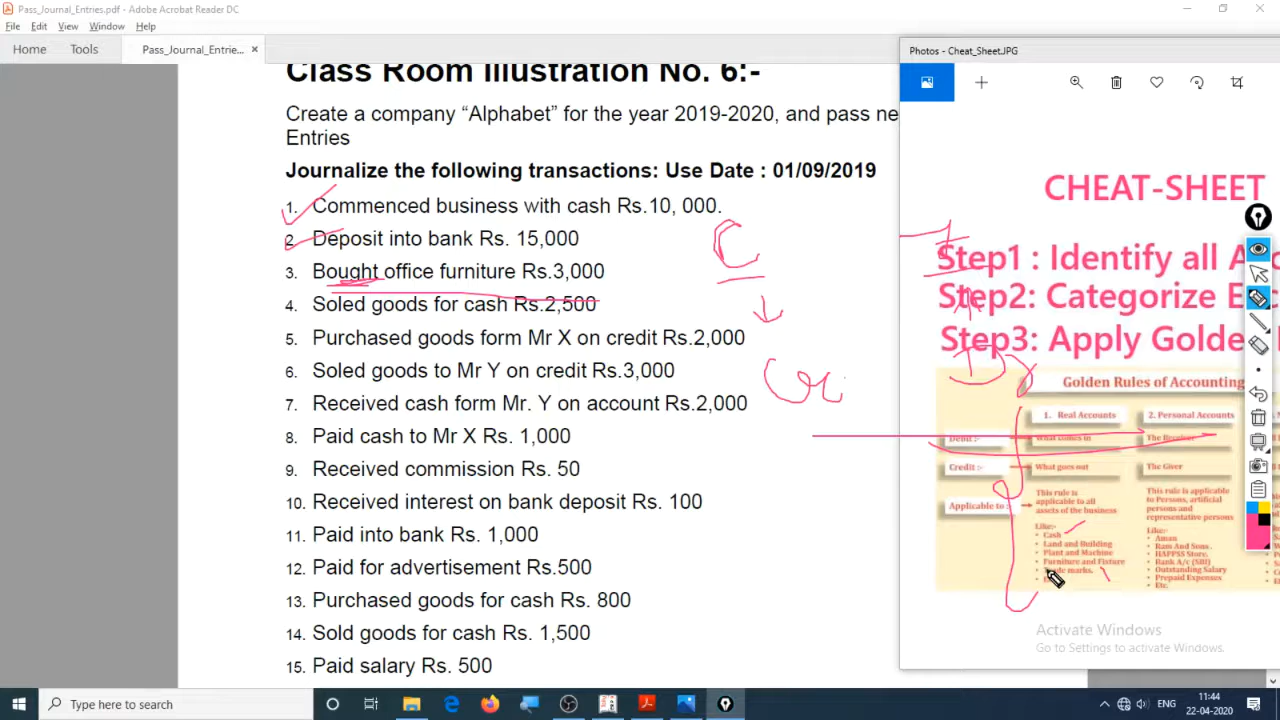 Pass_Journal_Entries.pdf - Adobe Acrobat Reader DC
File Edit View Window Help
Home Tools Pass_Journal_Entrie... ×
Class Room Illustration No. 6:-
Create a company “Alphabet” for the year 2019-2020, and pass ne
Entries
Journalize the following transactions: Use Date : 01/09/2019
1. Commenced business with cash Rs.10, 000.
2. Deposit into bank Rs. 15,000
3. Bought office furniture Rs.3,000
4. Soled goods for cash Rs.2,500
5. Purchased goods form Mr X on credit Rs.2,000
6. Soled goods to Mr Y on credit Rs.3,000
7. Received cash form Mr. Y on account Rs.2,000
8. Paid cash to Mr X Rs. 1,000
9. Received commission Rs. 50
10. Received interest on bank deposit Rs. 100
11. Paid into bank Rs. 1,000
12. Paid for advertisement Rs.500
13. Purchased goods for cash Rs. 800
14. Sold goods for cash Rs. 1,500
15. Paid salary Rs. 500
Photos - Cheat_Sheet.JPG
CHEAT-SHEET
Step1 : Identify all A
Step2: Categorize E
Step3: Apply Golde
Golden Rules of Accounting
1. Real Accounts 2. Personal Accounts
Debit :- What comes in The Receiver
Credit :- What goes out The Giver
Applicable to :-
This rule is
applicable to all
assets of the business
Like:-
• Cash
• Land and Building
• Plant and Machine
• Furniture and Fixture
marks.
This rule is applicable
to Persons, artificial
persons and
representative persons
Like:-
• Aman
• Ram And Sons .
• HAPPSS Store.
• Bank A/c (SBI)
• Outstanding Salary
• Prepaid Expenses
• Etc.
C
Cr
Dr
Activate Windows
Go to Settings to activate Windows.
Type here to search
ENG
11:44
22-04-2020